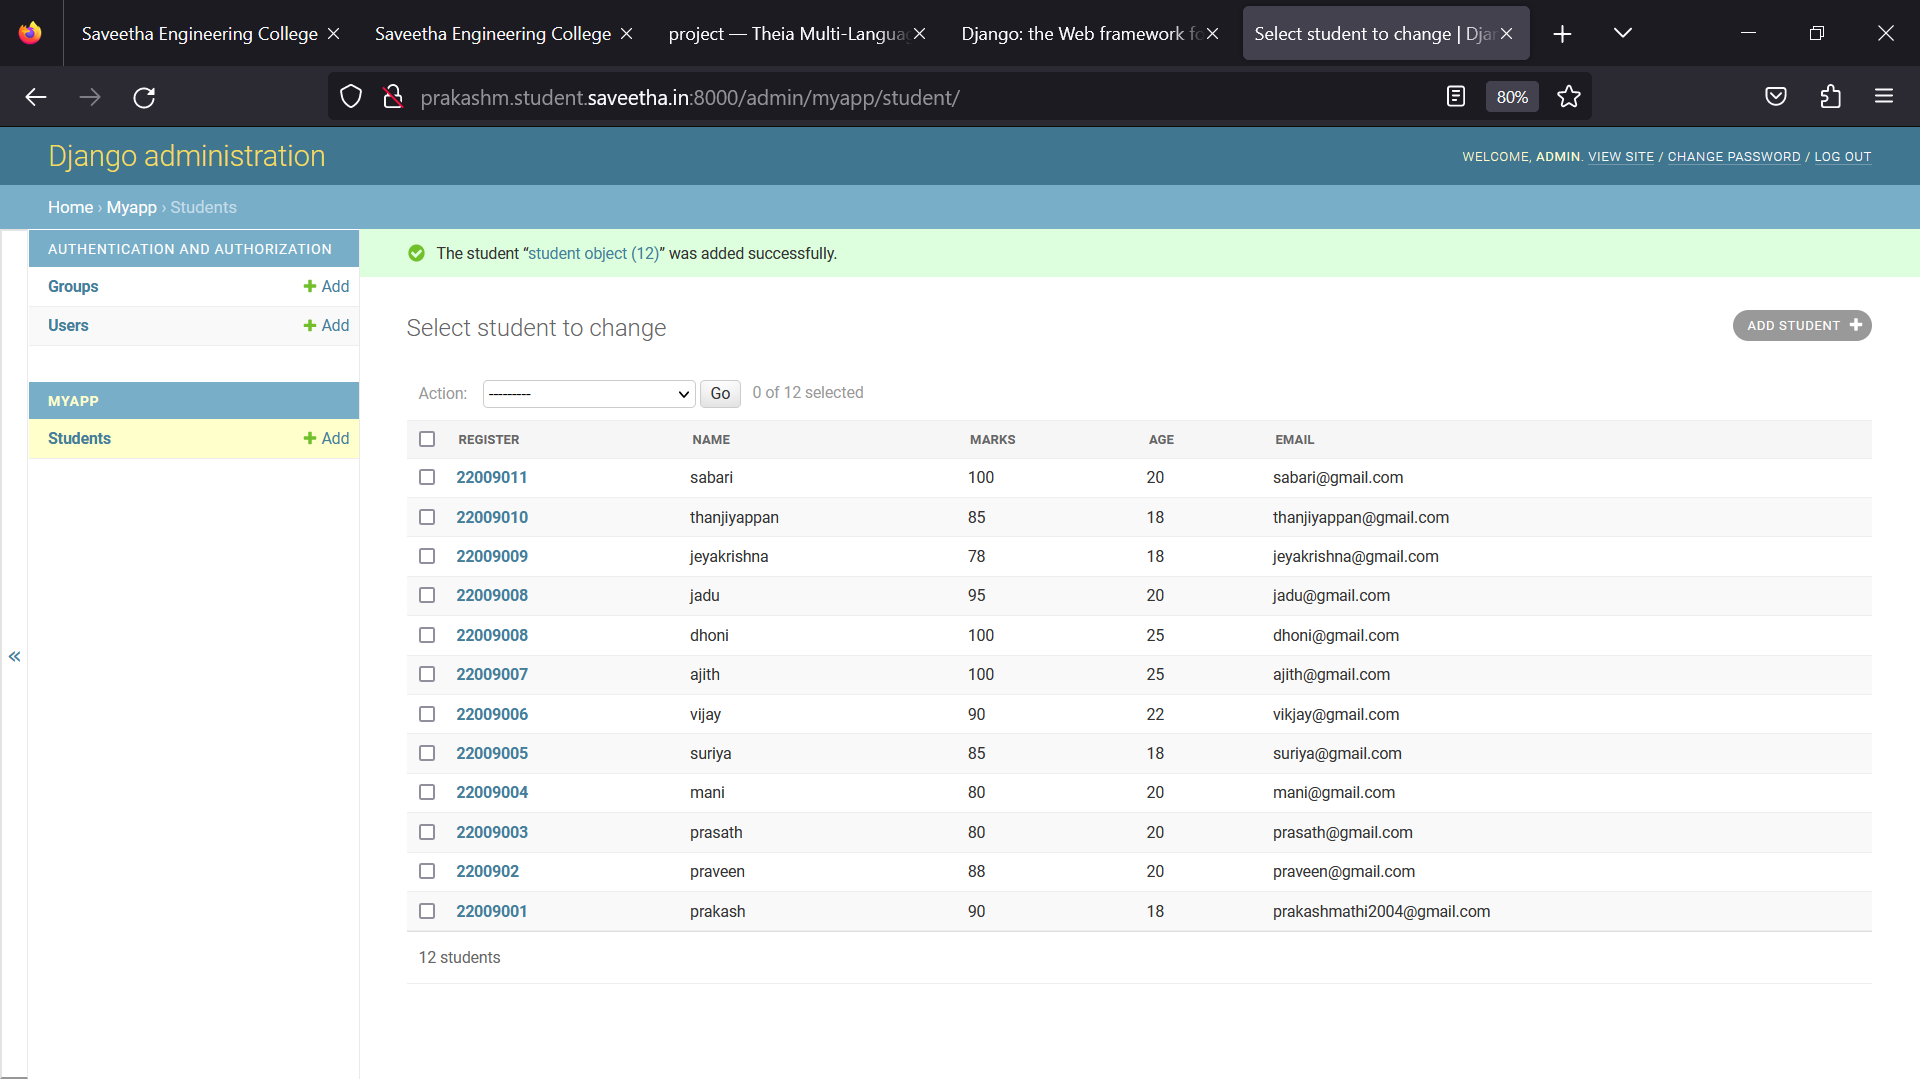 Saveetha Engineering College
Saveetha Engineering College
project — Theia Multi-Langua
Django: the Web framework fo
Select student to change | Djan
prakashm.student.saveetha.in:8000/admin/myapp/student/
80%
Django administration
WELCOME, ADMIN. VIEW SITE / CHANGE PASSWORD / LOG OUT
Home › Myapp › Students
AUTHENTICATION AND AUTHORIZATION
Groups + Add
Users + Add
MYAPP
Students + Add
«
The student “student object (12)” was added successfully.
Select student to change
ADD STUDENT +
Action: --------- Go 0 of 12 selected
REGISTER NAME MARKS AGE EMAIL
22009011 sabari 100 20 sabari@gmail.com
22009010 thanjiyappan 85 18 thanjiyappan@gmail.com
22009009 jeyakrishna 78 18 jeyakrishna@gmail.com
22009008 jadu 95 20 jadu@gmail.com
22009008 dhoni 100 25 dhoni@gmail.com
22009007 ajith 100 25 ajith@gmail.com
22009006 vijay 90 22 vikjay@gmail.com
22009005 suriya 85 18 suriya@gmail.com
22009004 mani 80 20 mani@gmail.com
22009003 prasath 80 20 prasath@gmail.com
2200902 praveen 88 20 praveen@gmail.com
22009001 prakash 90 18 prakashmathi2004@gmail.com
12 students